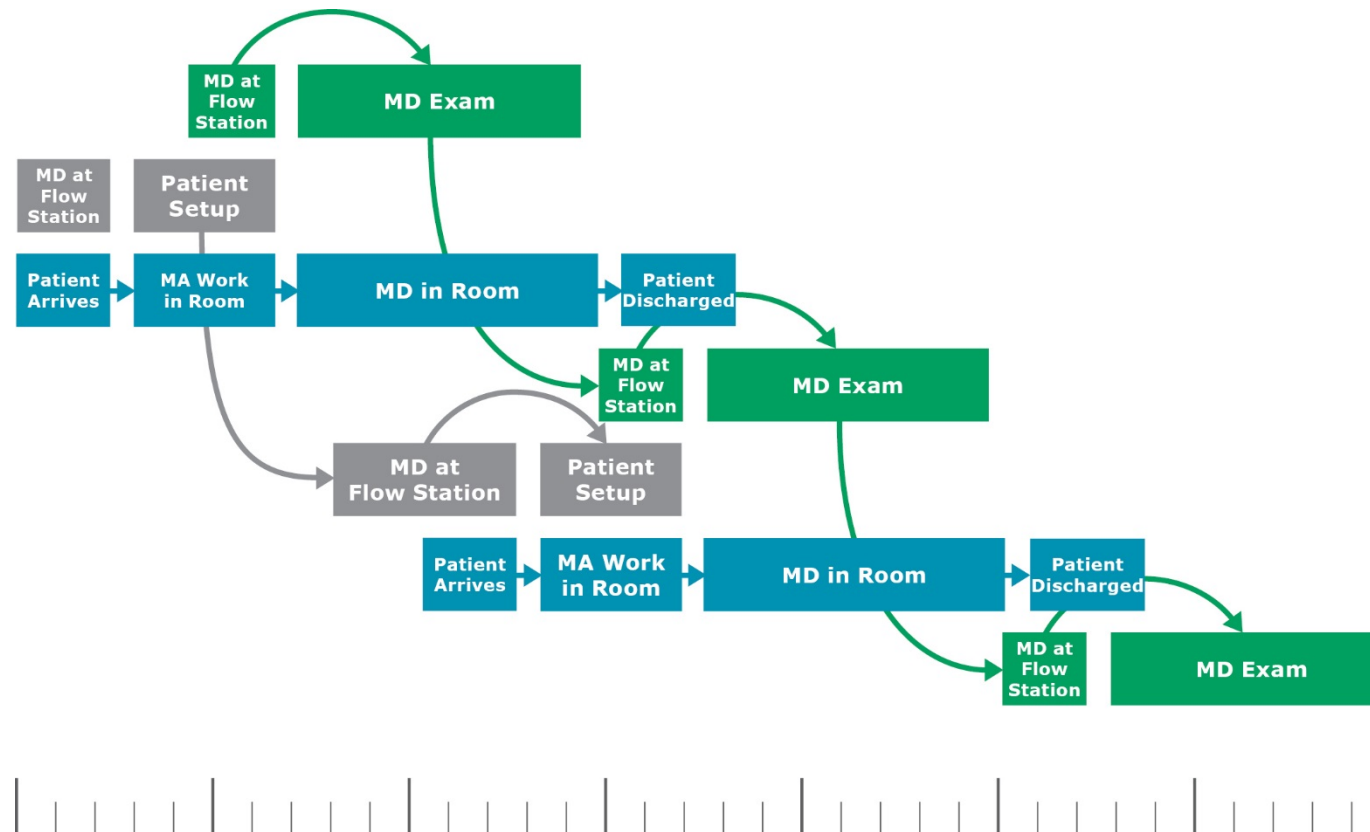 MD at
Flow
Station
MD Exam
MD at
Flow
Station
Patient
Setup
Patient
Arrives
MA Work
in Room
MD in Room
Patient
Discharged
MD at
Flow
Station
MD Exam
MD at
Flow Station
Patient
Setup
Patient
Arrives
MA Work
in Room
MD in Room
Patient
Discharged
MD at
Flow
Station
MD Exam